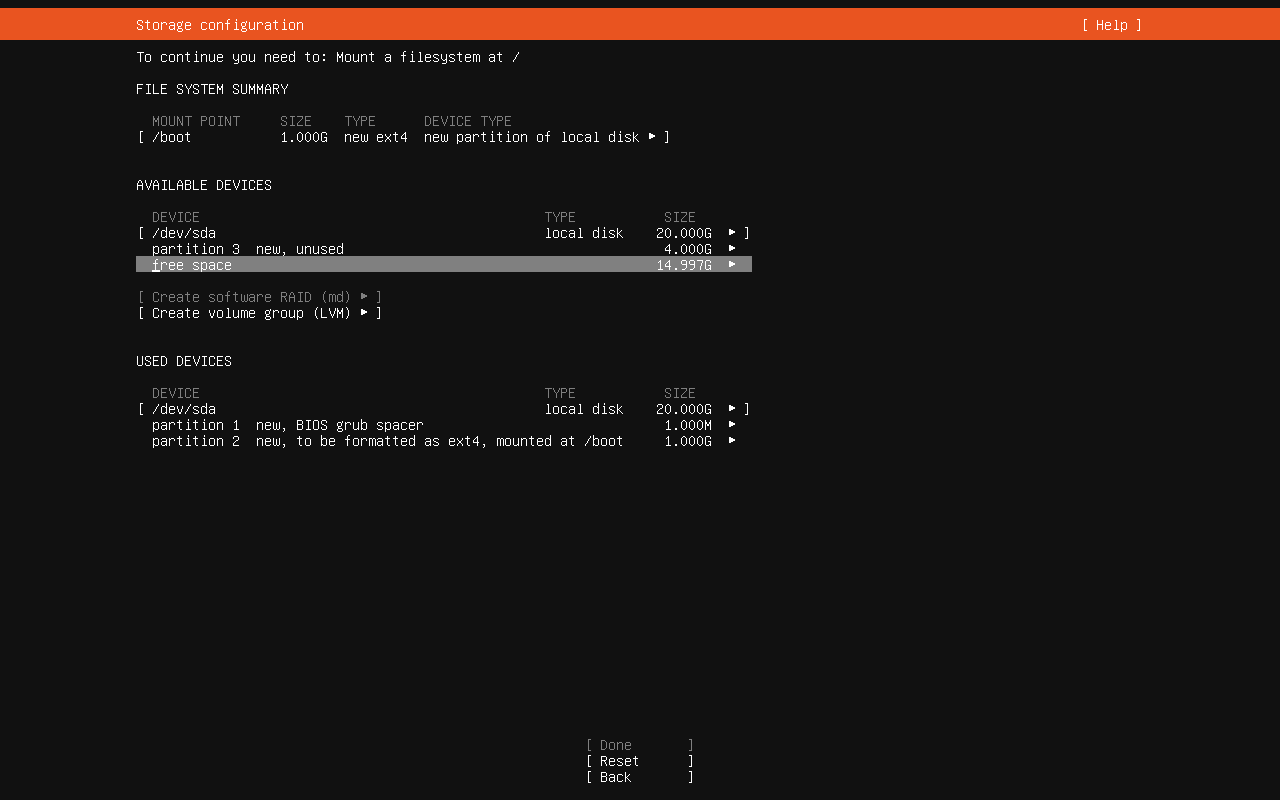 Storage configuration [ Help ]
To continue you need to: Mount a filesystem at /
FILE SYSTEM SUMMARY
MOUNT POINT SIZE TYPE DEVICE TYPE
[ /boot 1.000G new ext4 new partition of local disk ▸ ]
AVAILABLE DEVICES
DEVICE TYPE SIZE
[ /dev/sda local disk 20.000G ▸ ]
partition 3 new, unused 4.000G ▸
free space 14.997G ▸
[ Create software RAID (md) ▸ ]
[ Create volume group (LVM) ▸ ]
USED DEVICES
DEVICE TYPE SIZE
[ /dev/sda local disk 20.000G ▸ ]
partition 1 new, BIOS grub spacer 1.000M ▸
partition 2 new, to be formatted as ext4, mounted at /boot 1.000G ▸
[ Done ]
[ Reset ]
[ Back ]